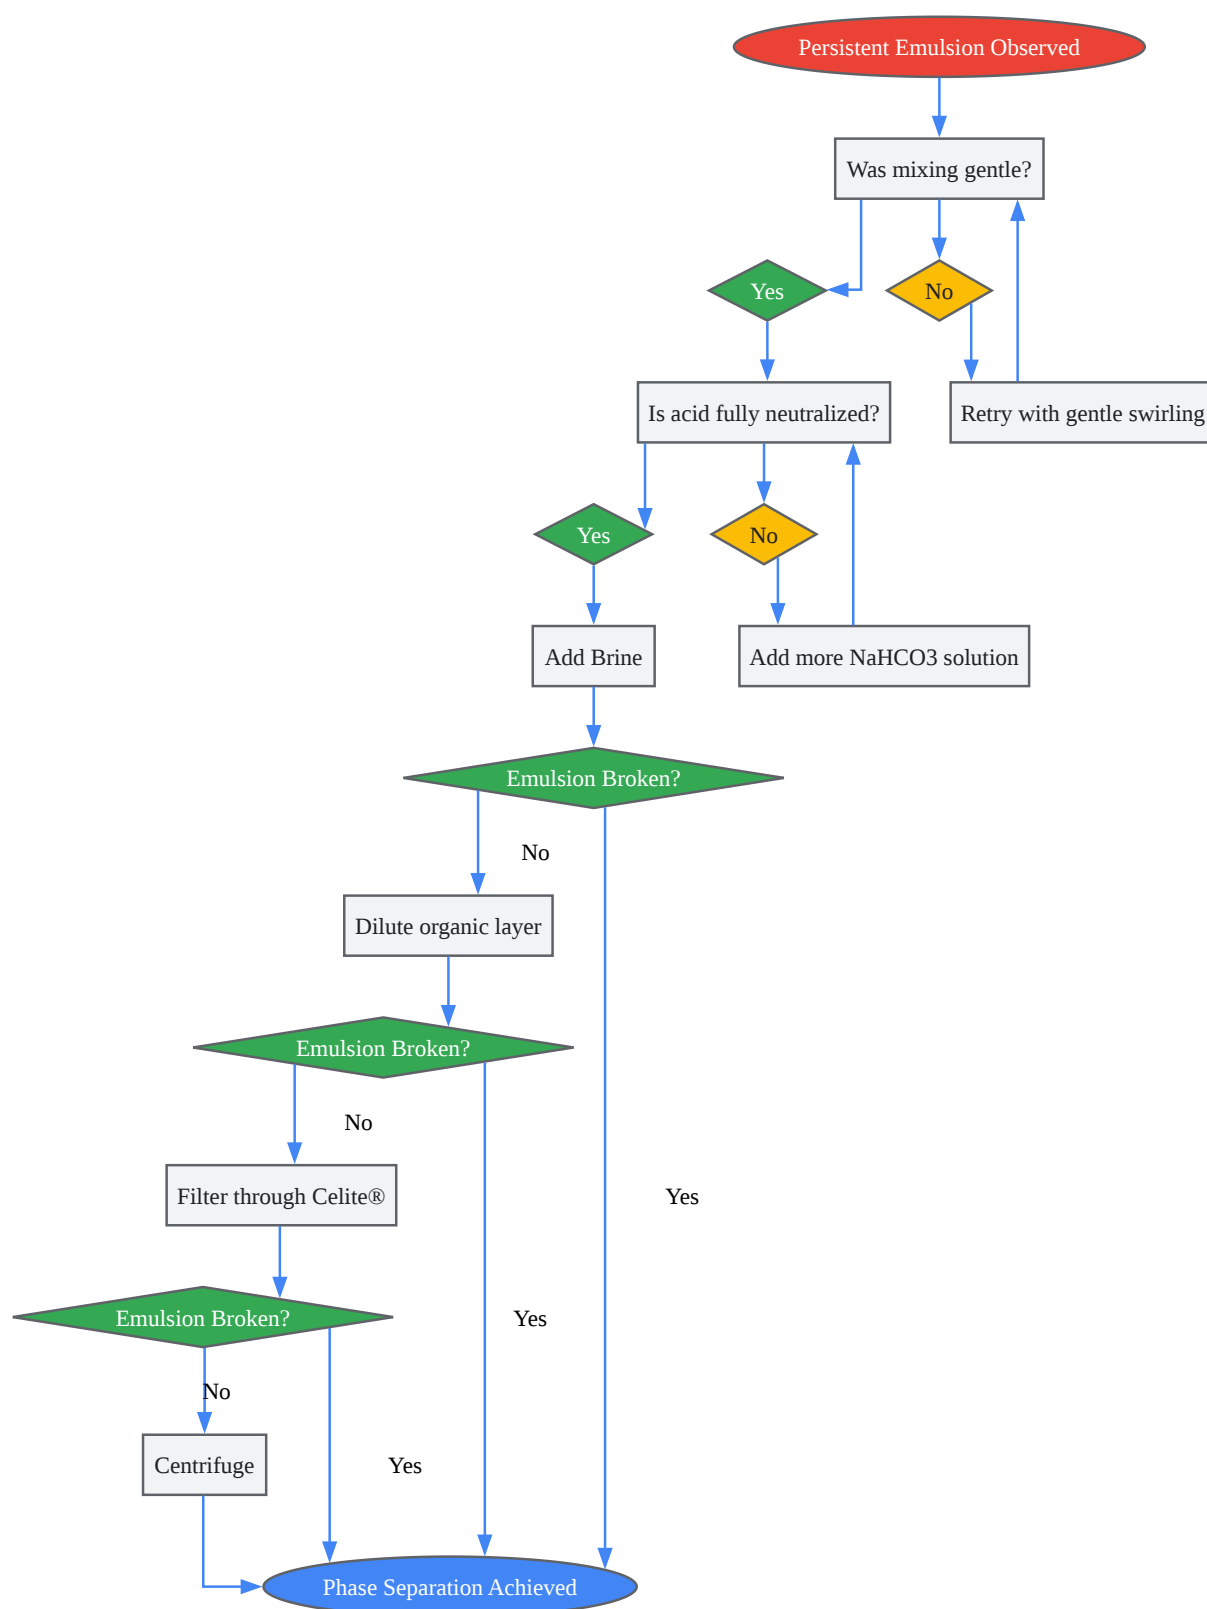 Persistent Emulsion Observed
Was mixing gentle?
Yes
No
Is acid fully neutralized?
Retry with gentle swirling
Yes
No
Add Brine
Add more NaHCO3 solution
Emulsion Broken?
No
Dilute organic layer
Emulsion Broken?
No
Filter through Celite®
Yes
Emulsion Broken?
Yes
No
Centrifuge
Yes
Phase Separation Achieved